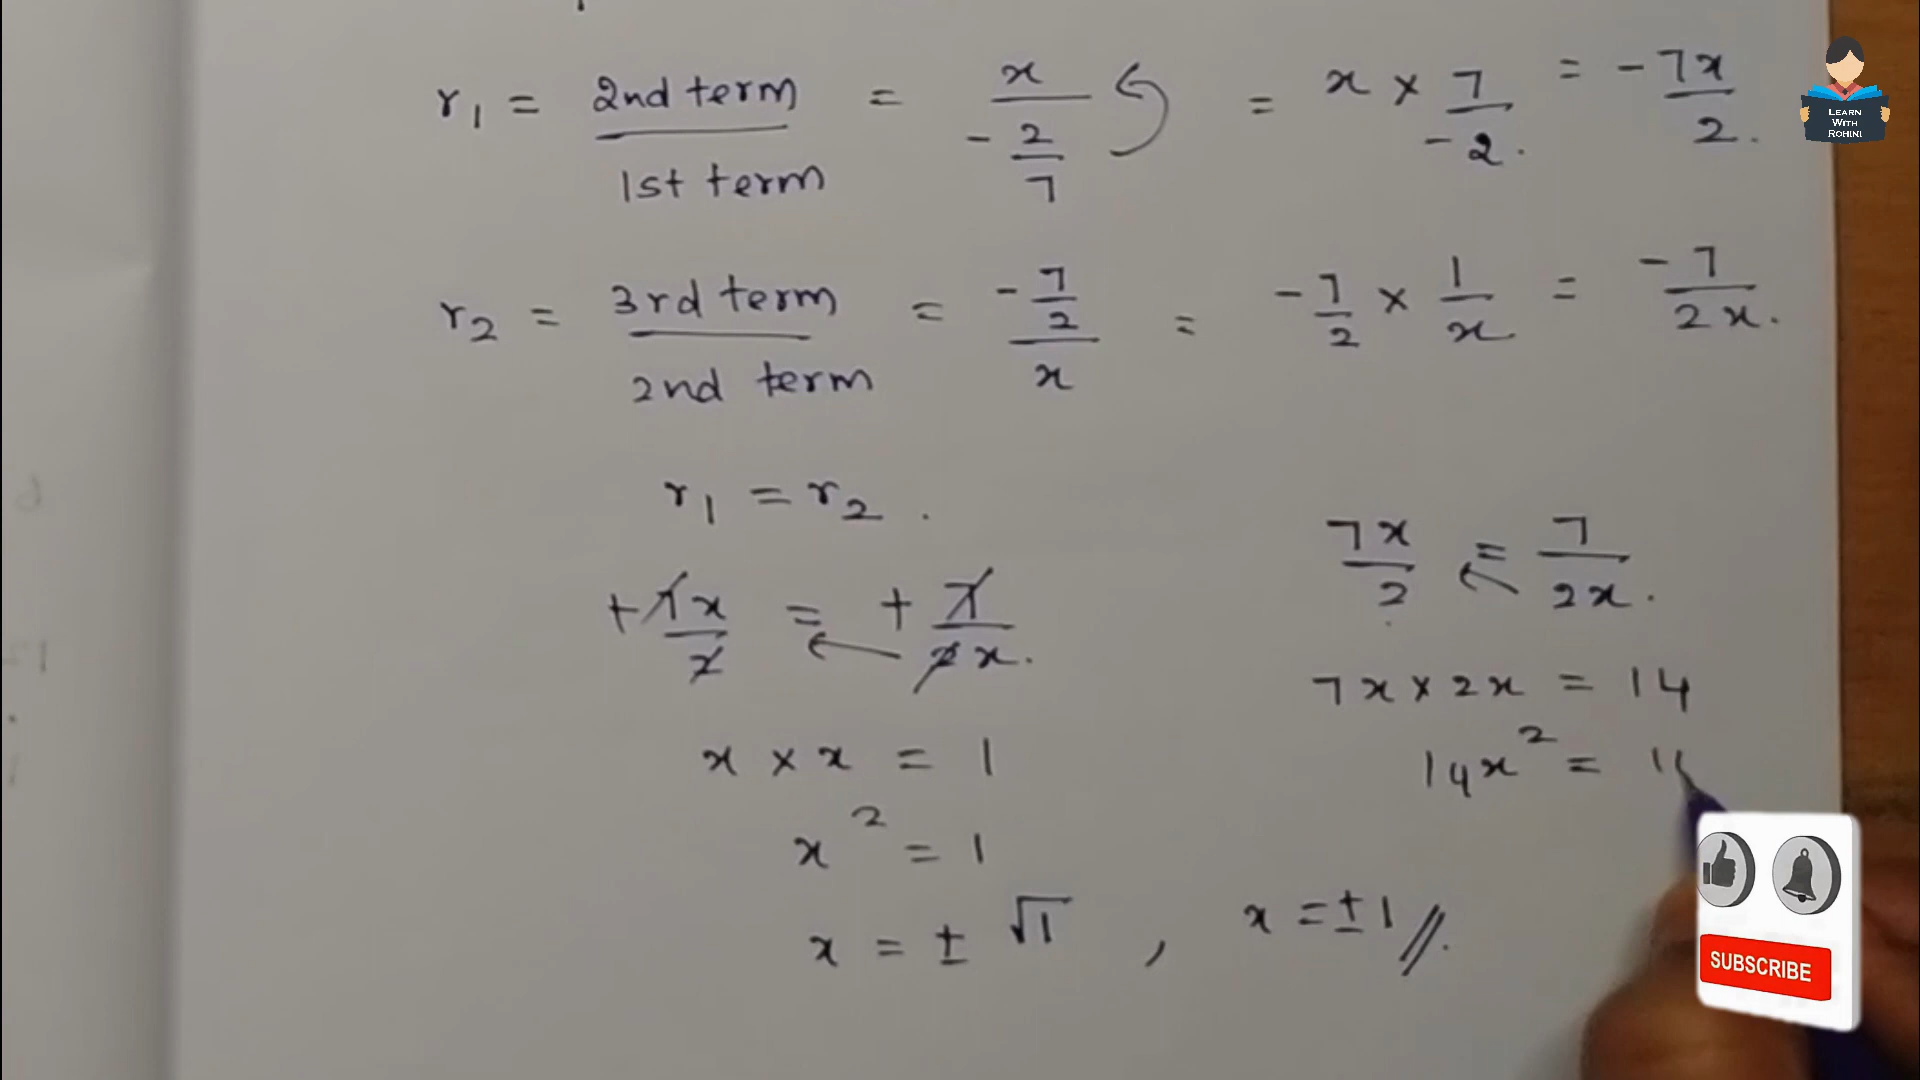 r₁ = 2nd term / 1st term = x / (-2/7) = x × 7/-2. = -7x/2.
r₂ = 3rd term / 2nd term = (-7/2) / x = -7/2 × 1/x = -7/2x.
r₁ = r₂.
+7x/2 = +7/2x.
x × x = 1
x² = 1
x = ± √1 , x = ±1 //.
7x/2 = 7/2x.
7x × 2x = 14
14x² =
LEARN
WITH
ROHINI
SUBSCRIBE